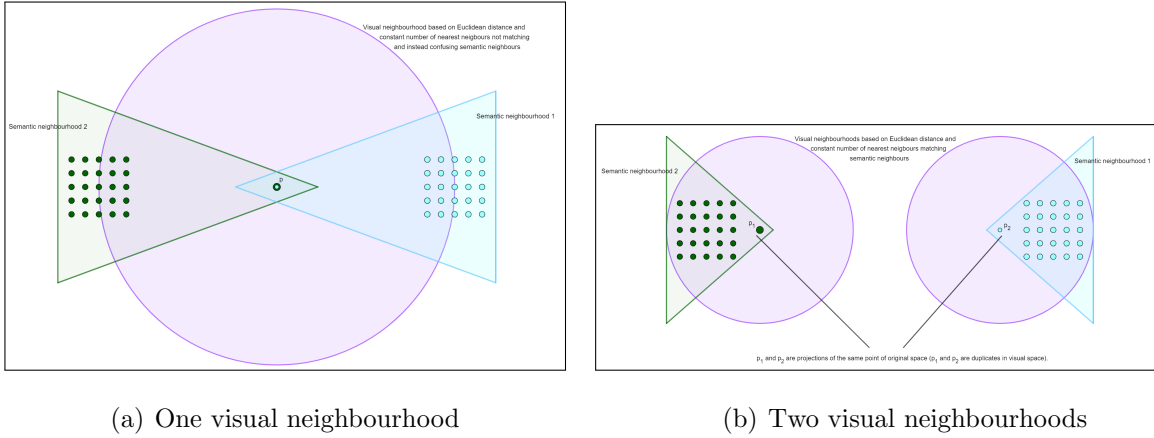 Visual neighbourhood based on Euclidean distance and
constant number of nearest neigbours not matching
and instead confusing semantic neighbours
Semantic neighbourhood 2
Semantic neighbourhood 1
p
(a) One visual neighbourhood
Visual neighbourhoods based on Euclidean distance and
constant number of nearest neigbours matching
semantic neighbours
Semantic neighbourhood 2
Semantic neighbourhood 1
p1
p2
p1 and p2 are projections of the same point of original space (p1 and p2 are duplicates in visual space).
(b) Two visual neighbourhoods